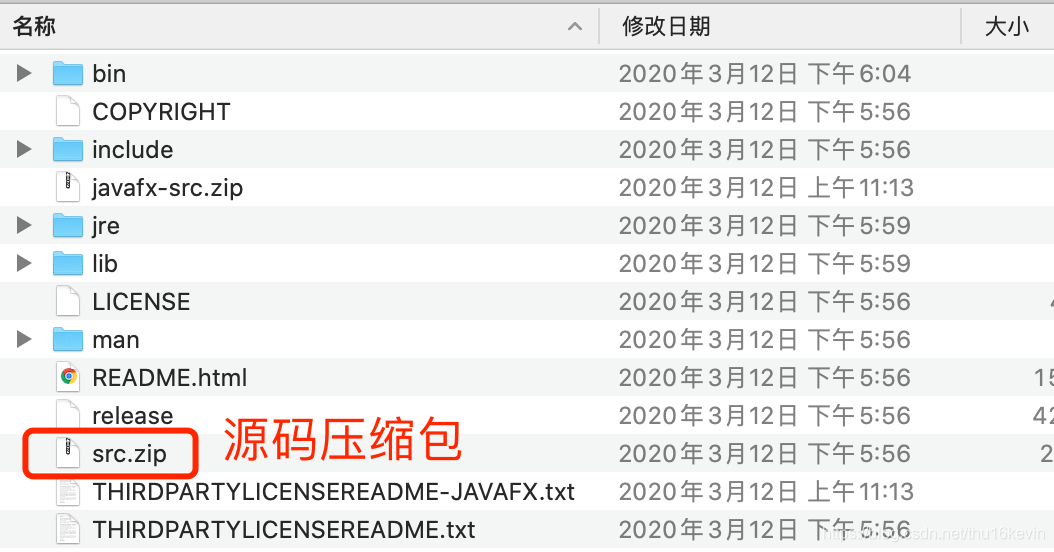 名称 修改日期 大小
bin 2020年3月12日 下午6:04
COPYRIGHT 2020年3月12日 下午5:56
include 2020年3月12日 下午5:56
javafx-src.zip 2020年3月12日 上午11:13
jre 2020年3月12日 下午5:59
lib 2020年3月12日 下午5:59
LICENSE 2020年3月12日 下午5:56
man 2020年3月12日 下午5:56
README.html 2020年3月12日 下午5:56 15
release 2020年3月12日 下午5:56 42
src.zip 源码压缩包 2020年3月12日 下午5:56 2
THIRDPARTYLICENSEREADME-JAVAFX.txt 2020年3月12日 上午11:13
THIRDPARTYLICENSEREADME.txt 2020年3月12日 下午5:56
https://blog.csdn.net/thu16kevin